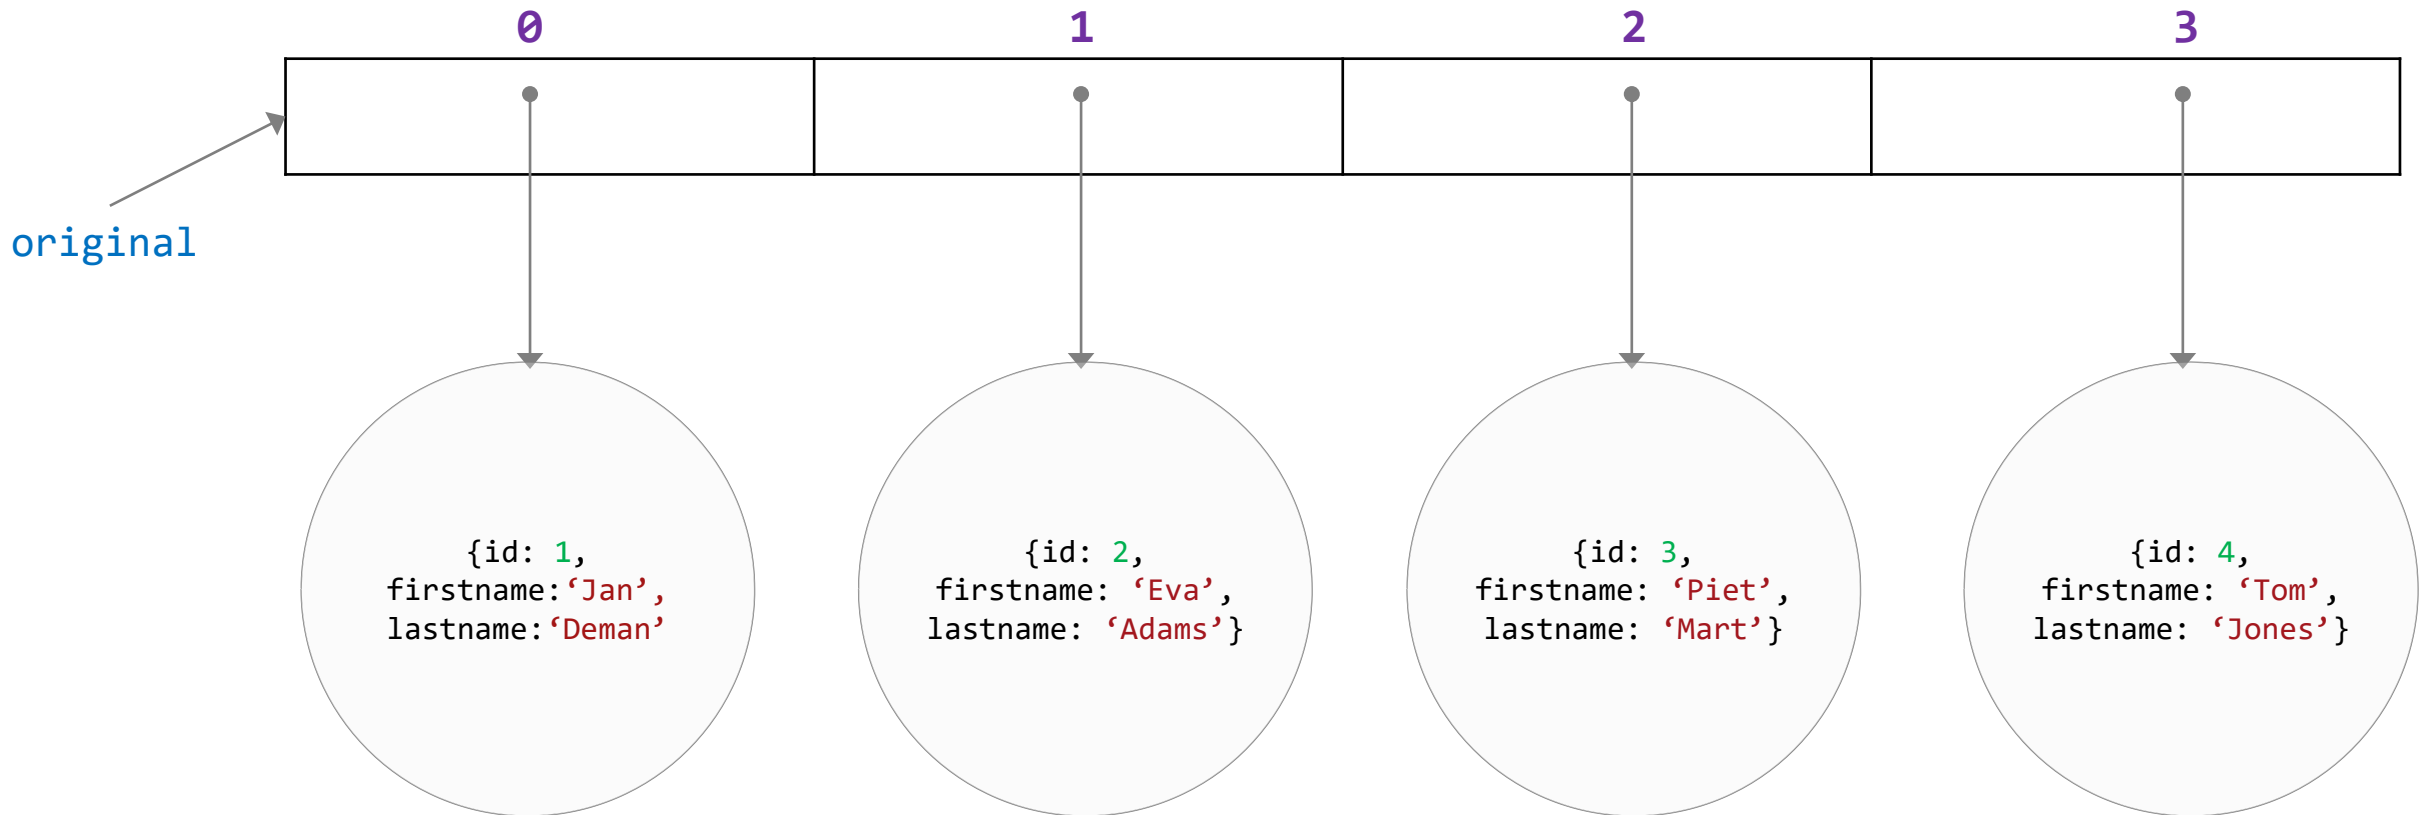 0 1 2 3
original
{id: 1,
firstname:‘Jan’,
lastname:‘Deman’
{id: 2,
firstname: ‘Eva’,
lastname: ‘Adams’}
{id: 3,
firstname: ‘Piet’,
lastname: ‘Mart’}
{id: 4,
firstname: ‘Tom’,
lastname: ‘Jones’}